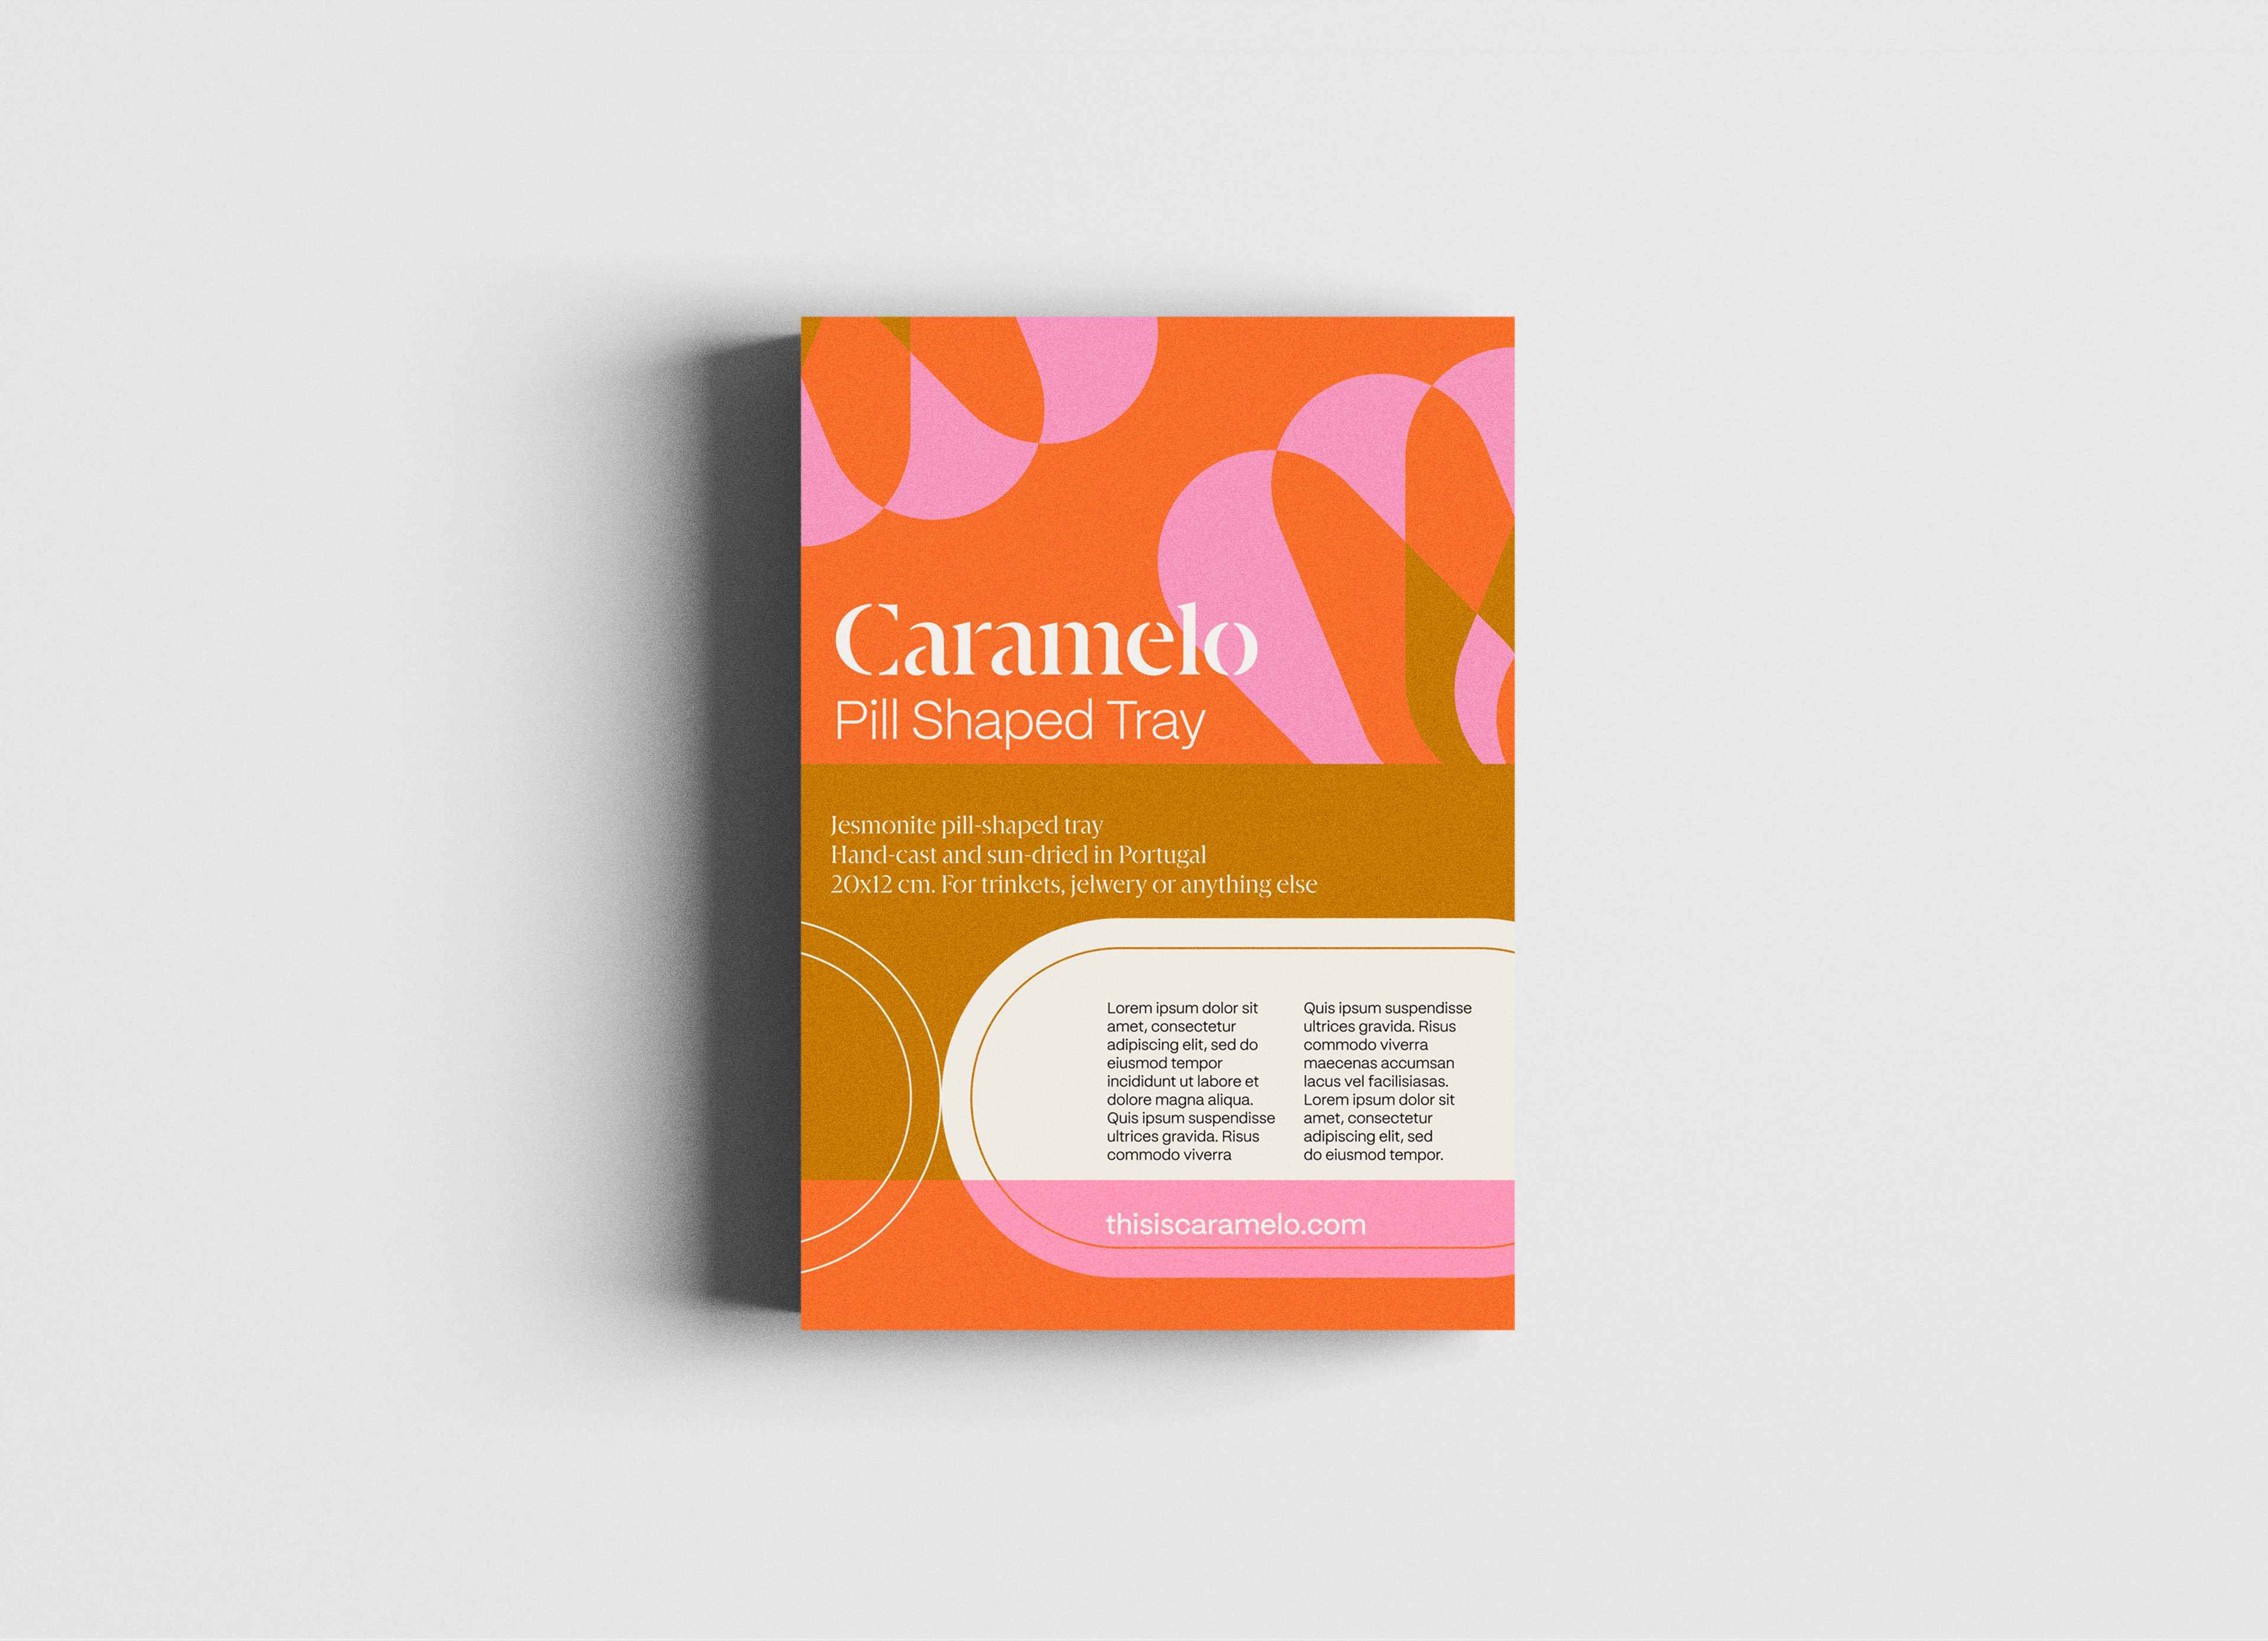 Caramelo
Pill Shaped Tray
Jesmonite pill-shaped tray
Hand-cast and sun-dried in Portugal
20x12 cm. For trinkets, jelwery or anything else
Lorem ipsum dolor sit
amet, consectetur
adipiscing elit, sed do
eiusmod tempor
incididunt ut labore et
dolore magna aliqua.
Quis ipsum suspendisse
ultrices gravida. Risus
commodo viverra
Quis ipsum suspendisse
ultrices gravida. Risus
commodo viverra
maecenas accumsan
lacus vel facilisiasas.
Lorem ipsum dolor sit
amet, consectetur
adipiscing elit, sed
do eiusmod tempor.
thisiscaramelo.com